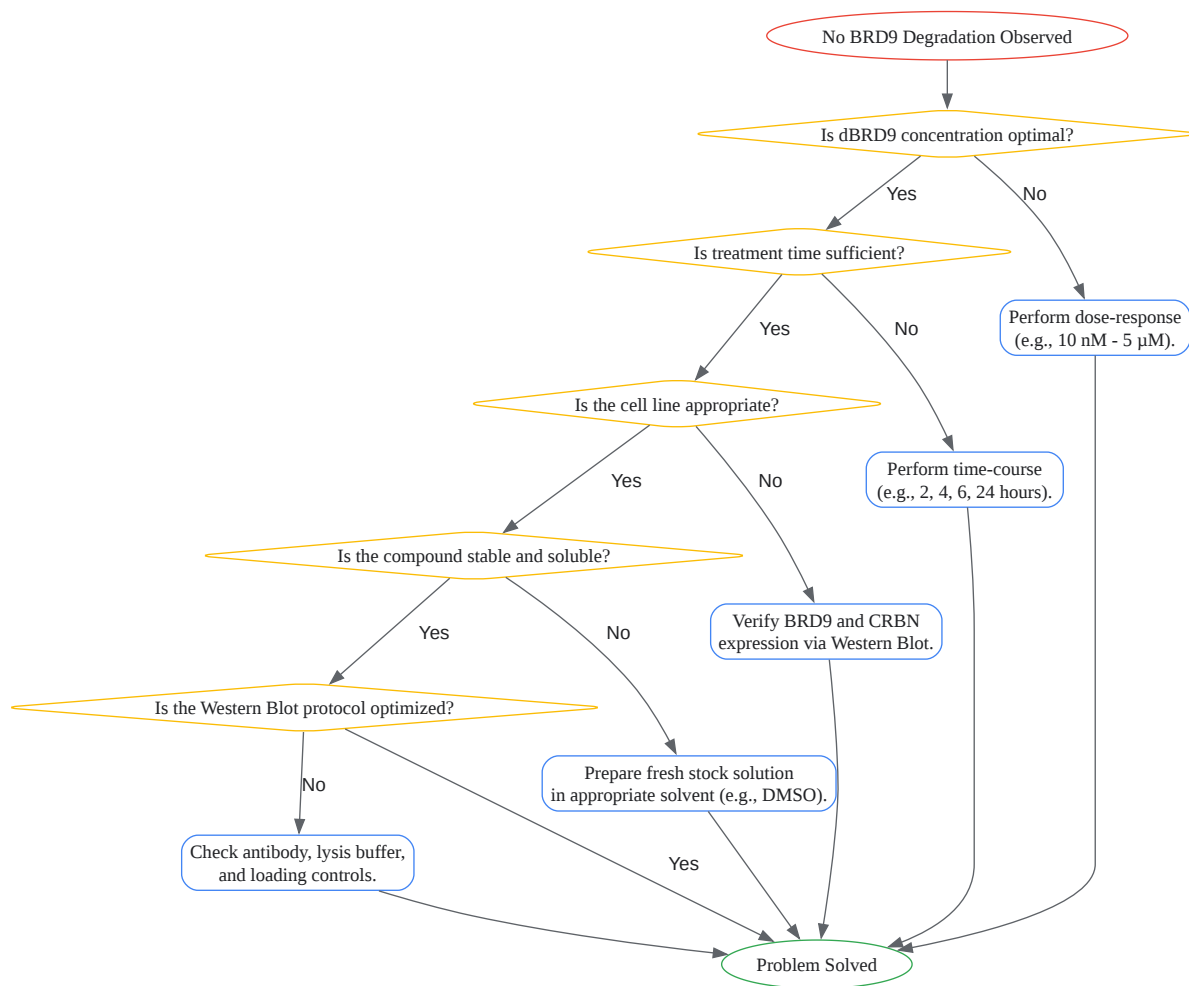 No BRD9 Degradation Observed
Is dBRD9 concentration optimal?
Yes
No
Is treatment time sufficient?
Perform dose-response
(e.g., 10 nM - 5 µM).
Yes
No
Is the cell line appropriate?
Perform time-course
(e.g., 2, 4, 6, 24 hours).
Yes
No
Is the compound stable and soluble?
Verify BRD9 and CRBN
expression via Western Blot.
Yes
No
Is the Western Blot protocol optimized?
Prepare fresh stock solution
in appropriate solvent (e.g., DMSO).
No
Yes
Check antibody, lysis buffer,
and loading controls.
Problem Solved